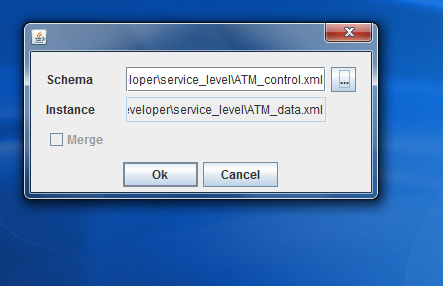 Schema loper\service_level\ATM_control.xml ...
Instance eveloper\service_level\ATM_data.xml
Merge
Ok Cancel